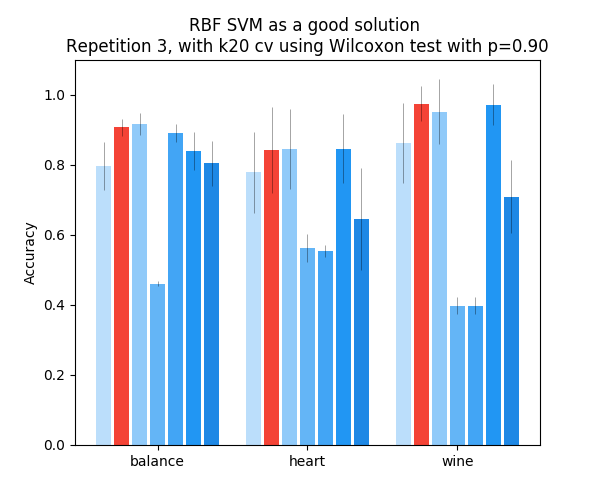 RBF SVM as a good solution
Repetition 3, with k20 cv using Wilcoxon test with p=0.90
Accuracy
1.0
0.8
0.6
0.4
0.2
0.0
balance heart wine